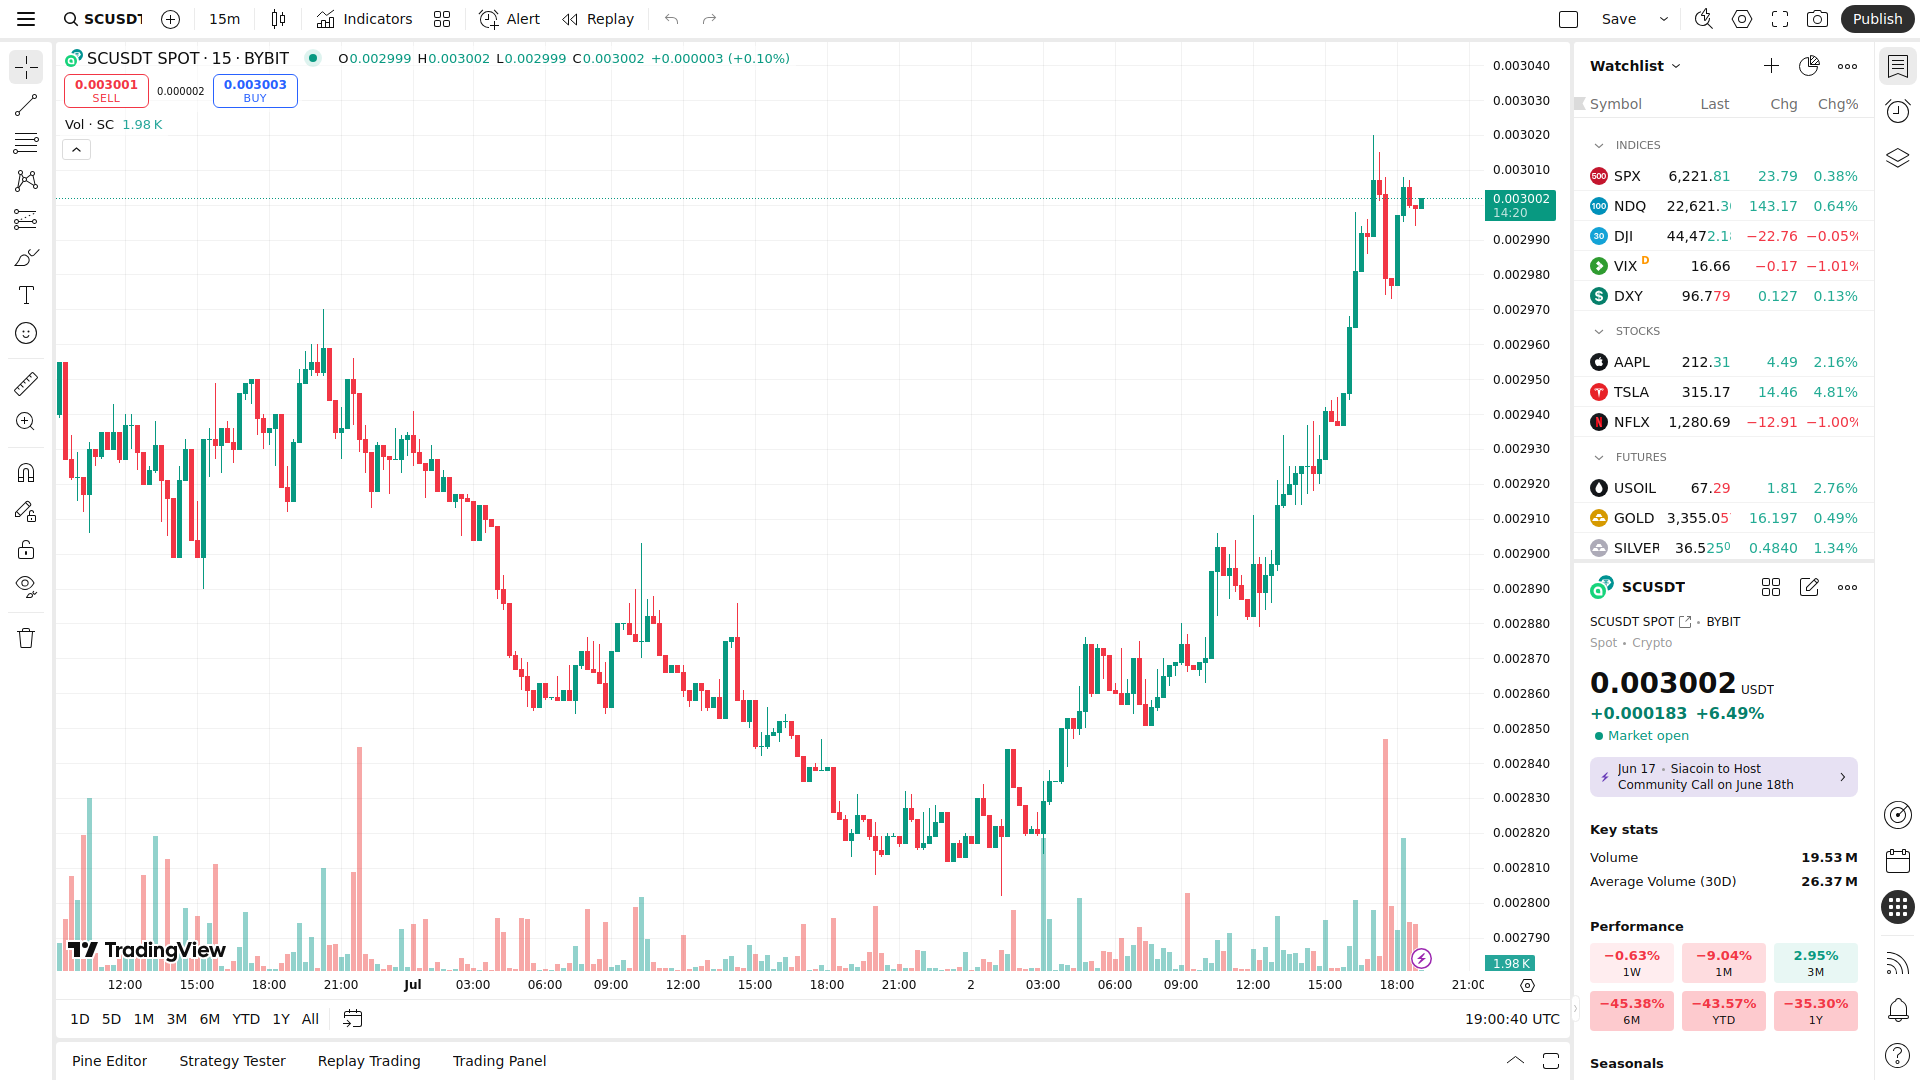 SCUSDT
15m
Indicators
Alert
Replay
Save
Publish
SCUSDT SPOT · 15 · BYBIT
O0.002999 H0.003002 L0.002999 C0.003002 +0.000003 (+0.10%)
0.003001
SELL
0.000002
0.003003
BUY
Vol · SC 1.98 K
0.003040
0.003030
0.003020
0.003010
0.003002
14:20
0.002990
0.002980
0.002970
0.002960
0.002950
0.002940
0.002930
0.002920
0.002910
0.002900
0.002890
0.002880
0.002870
0.002860
0.002850
0.002840
0.002830
0.002820
0.002810
0.002800
0.002790
1.98 K
TradingView
12:00 15:00 18:00 21:00 Jul 03:00 06:00 09:00 12:00 15:00 18:00 21:00 2 03:00 06:00 09:00 12:00 15:00 18:00 21:00
1D 5D 1M 3M 6M YTD 1Y All
19:00:40 UTC
Pine Editor Strategy Tester Replay Trading Trading Panel
Watchlist
Symbol Last Chg Chg%
INDICES
500 SPX 6,221.81 23.79 0.38%
100 NDQ 22,621.3 143.17 0.64%
30 DJI 44,472.1 −22.76 −0.05%
VIX D 16.66 −0.17 −1.01%
$ DXY 96.779 0.127 0.13%
STOCKS
AAPL 212.31 4.49 2.16%
TSLA 315.17 14.46 4.81%
N NFLX 1,280.69 −12.91 −1.00%
FUTURES
USOIL 67.29 1.81 2.76%
GOLD 3,355.05 16.197 0.49%
SILVER 36.5250 0.4840 1.34%
SCUSDT
SCUSDT SPOT • BYBIT
Spot • Crypto
0.003002 USDT
+0.000183 +6.49%
Market open
Jun 17 • Siacoin to Host
Community Call on June 18th
Key stats
Volume 19.53 M
Average Volume (30D) 26.37 M
Performance
−0.63% −9.04% 2.95%
1W 1M 3M
−45.38% −43.57% −35.30%
6M YTD 1Y
Seasonals